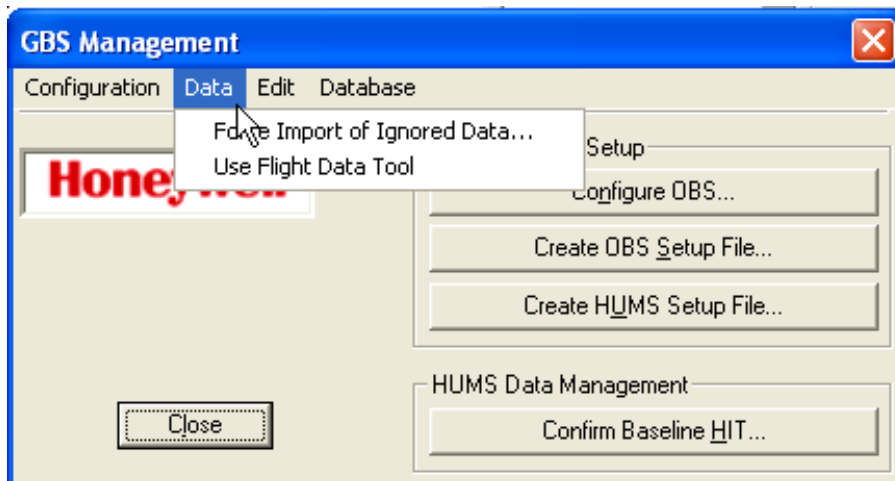 GBS Management
Configuration Data Edit Database
Import of Ignored Data...
Use Flight Data Tool
Setup
Configure OBS...
Create OBS Setup File...
Create HUMS Setup File...
HUMS Data Management
Close
Confirm Baseline HIT...